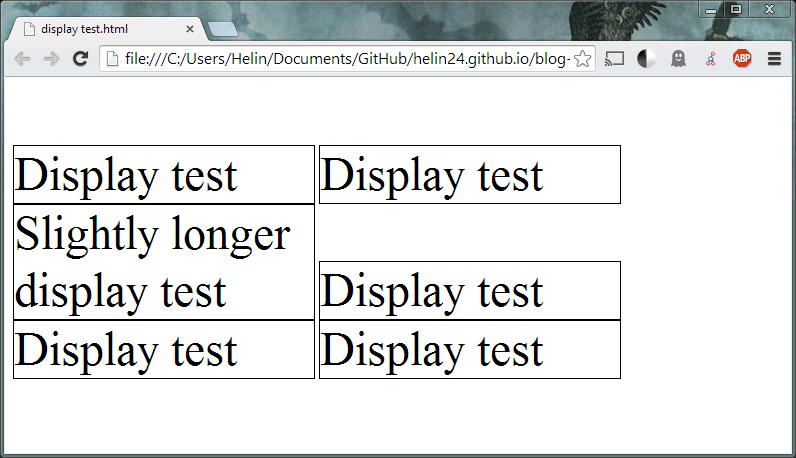 display test.html
file:///C:/Users/Helin/Documents/GitHub/helin24.github.io/blog-
ABP
Display test Display test
Slightly longer
display test Display test
Display test Display test